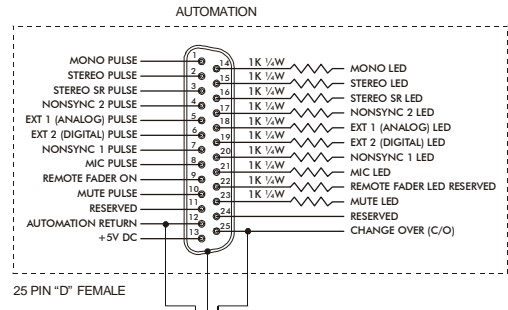 AUTOMATION
MONO PULSE 1
STEREO PULSE 2
STEREO SR PULSE 3
NONSYNC 2 PULSE 4
EXT 1 (ANALOG) PULSE 5
EXT 2 (DIGITAL) PULSE 6
NONSYNC 1 PULSE 7
MIC PULSE 8
REMOTE FADER ON 9
MUTE PULSE 10
RESERVED 11
AUTOMATION RETURN 12
+5V DC 13
14 1K ¼W MONO LED
15 1K ¼W STEREO LED
16 1K ¼W STEREO SR LED
17 1K ¼W NONSYNC 2 LED
18 1K ¼W EXT 1 (ANALOG) LED
19 1K ¼W EXT 2 (DIGITAL) LED
20 1K ¼W NONSYNC 1 LED
21 1K ¼W MIC LED
22 1K ¼W REMOTE FADER LED RESERVED
23 1K ¼W MUTE LED
24 RESERVED
25 CHANGE OVER (C/O)
25 PIN “D” FEMALE